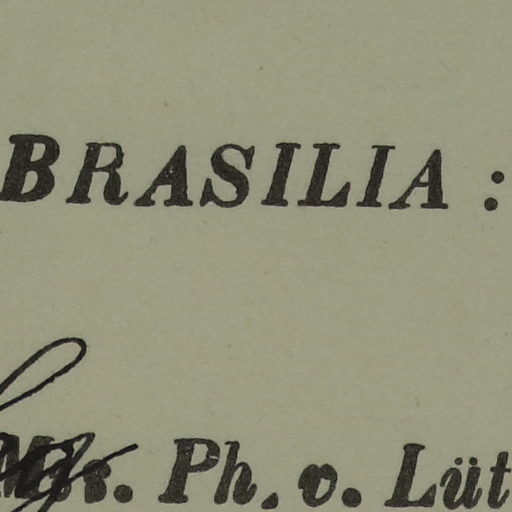 BRASILIA :
Ph. v. Lüt